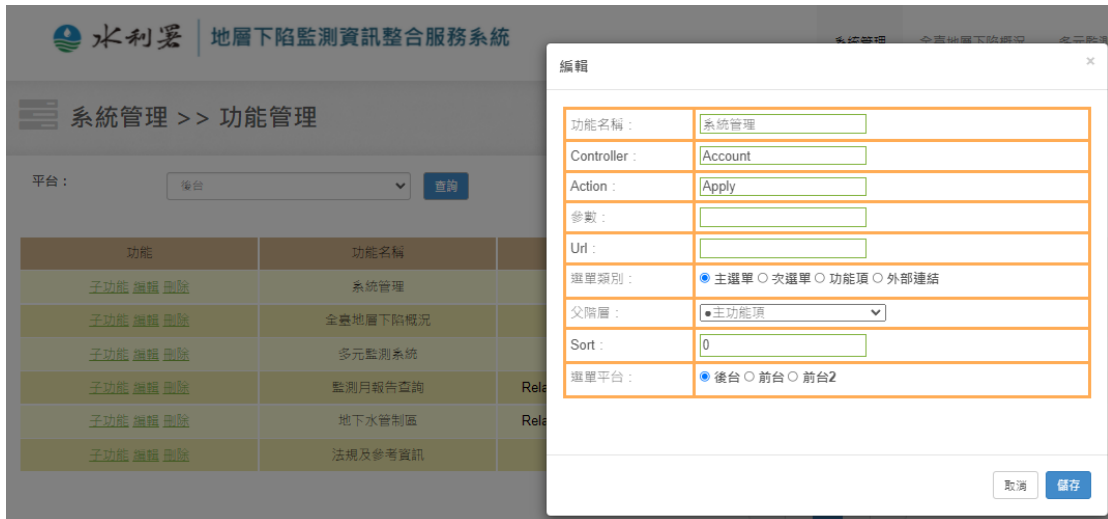 水利署 地層下陷監測資訊整合服務系統
系統管理 全臺地層下陷概況 多元監測
編輯 ×
系統管理 >> 功能管理
功能名稱： 系統管理
Controller： Account
平台： 後台 查詢
Action： Apply
參數：
功能 功能名稱
Url：
子功能 編輯 刪除 系統管理
選單類別： 主選單 次選單 功能項 外部連結
子功能 編輯 刪除 全臺地層下陷概況
父階層： ●主功能項
子功能 編輯 刪除 多元監測系統
Sort： 0
子功能 編輯 刪除 監測月報告查詢 Rela
選單平台： 後台 前台 前台2
子功能 編輯 刪除 地下水管制區 Rela
子功能 編輯 刪除 法規及參考資訊
取消 儲存